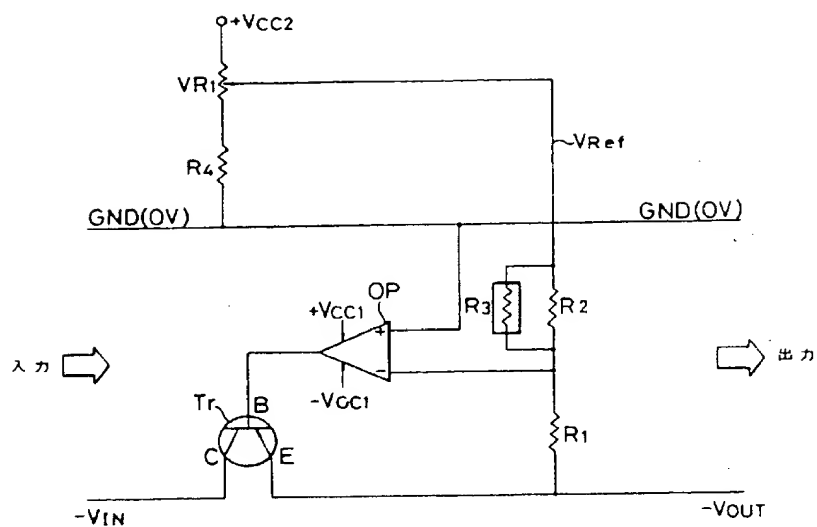 +VCC2
VR1
R4
VRef
GND(0V)
GND(0V)
OP
+VCC1
R3
R2
+
-
入力
出力
-VCC1
Tr
B
C
E
R1
-VIN
-VOUT